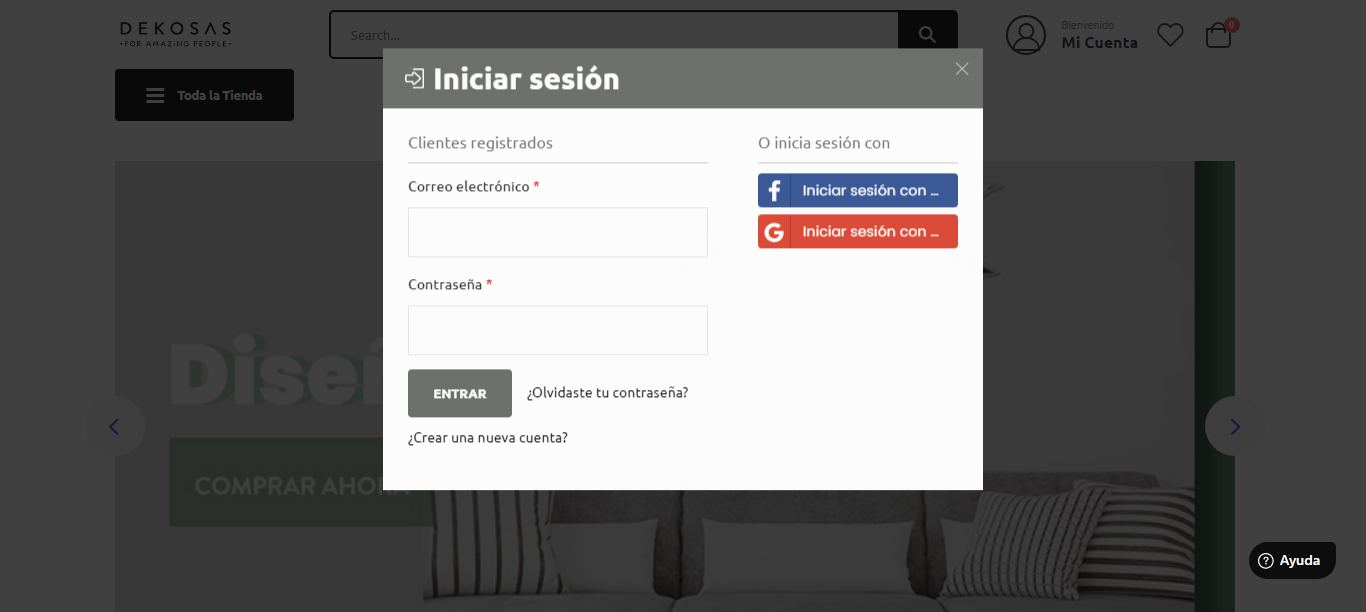 DEKOSAS
•FOR AMAZING PEOPLE•
Search...
Bienvenido
Mi Cuenta
0
Toda la Tienda
Iniciar sesión
Clientes registrados
O inicia sesión con
Correo electrónico *
Iniciar sesión con ...
Iniciar sesión con ...
Contraseña *
ENTRAR
¿Olvidaste tu contraseña?
¿Crear una nueva cuenta?
COMPRAR AHORA
Ayuda